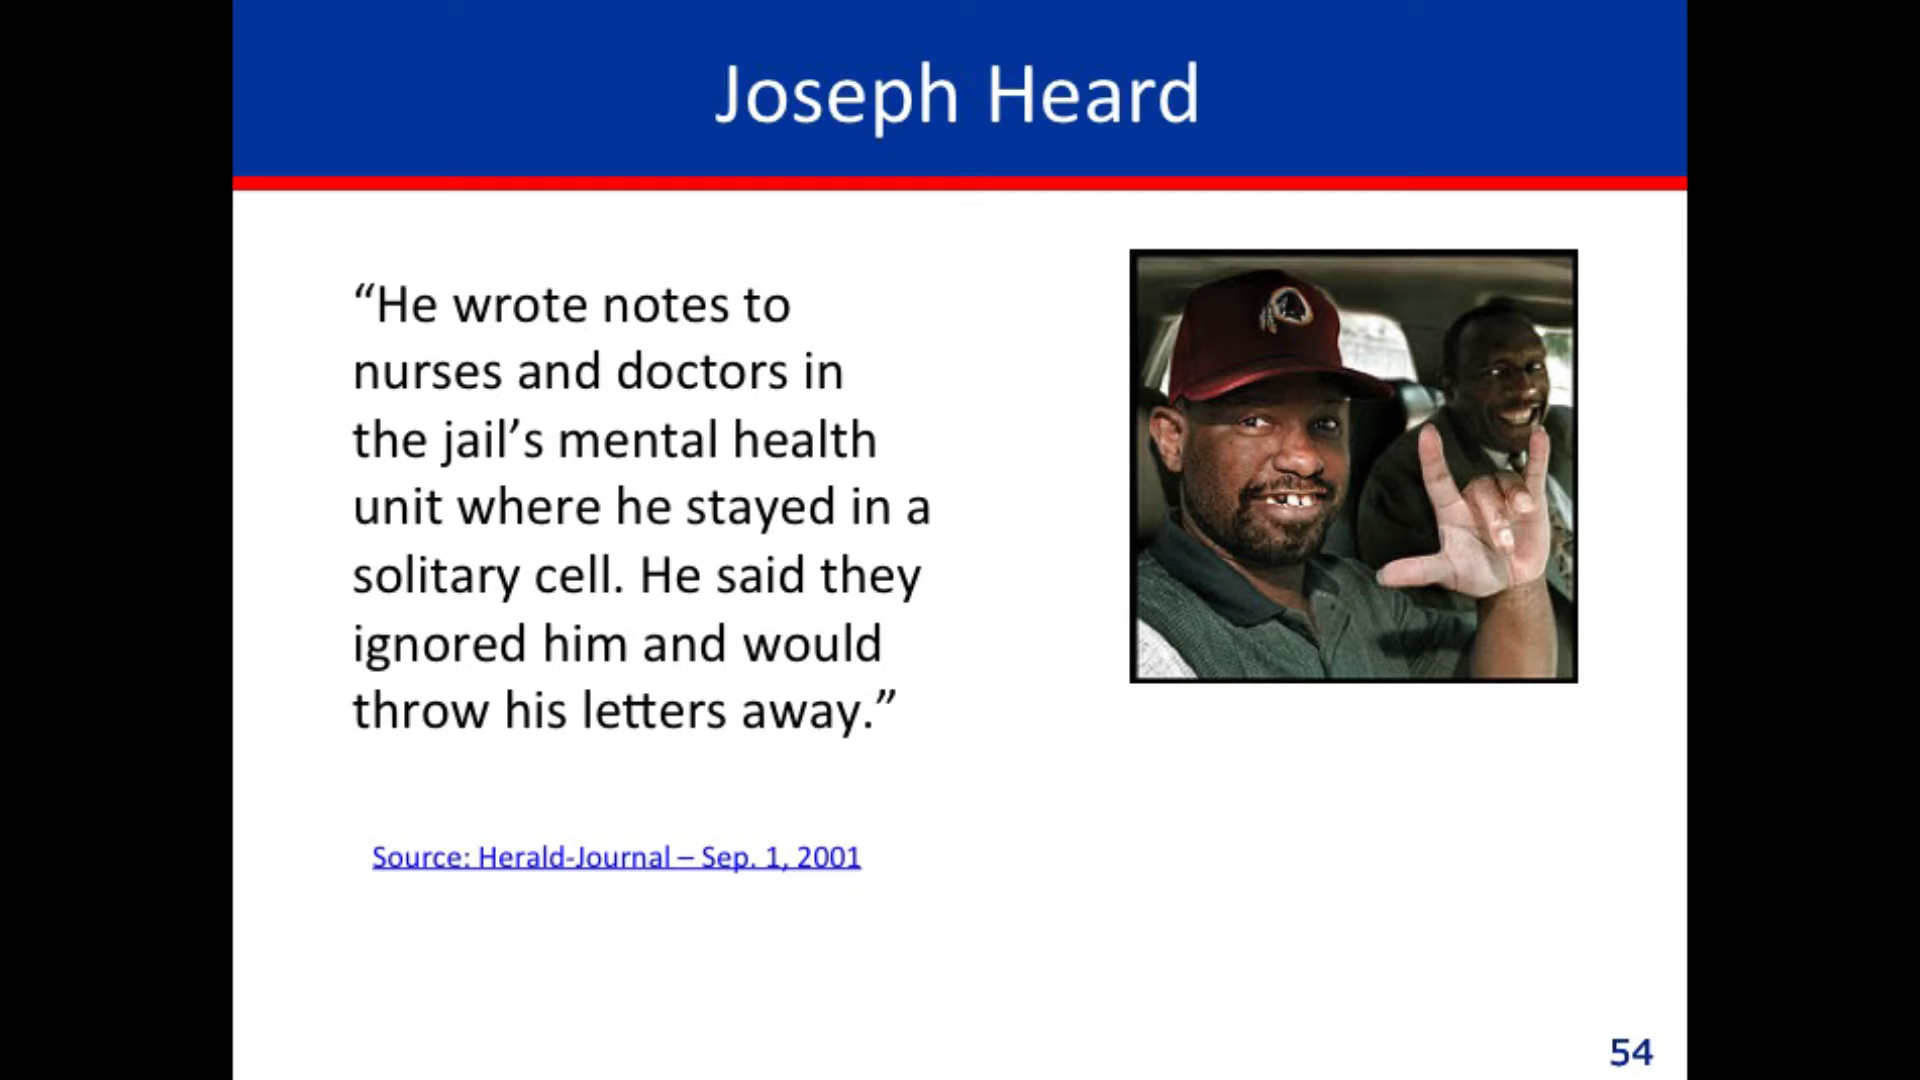 Joseph Heard
“He wrote notes to
nurses and doctors in
the jail’s mental health
unit where he stayed in a
solitary cell. He said they
ignored him and would
throw his letters away.”
Source: Herald-Journal – Sep. 1, 2001
54